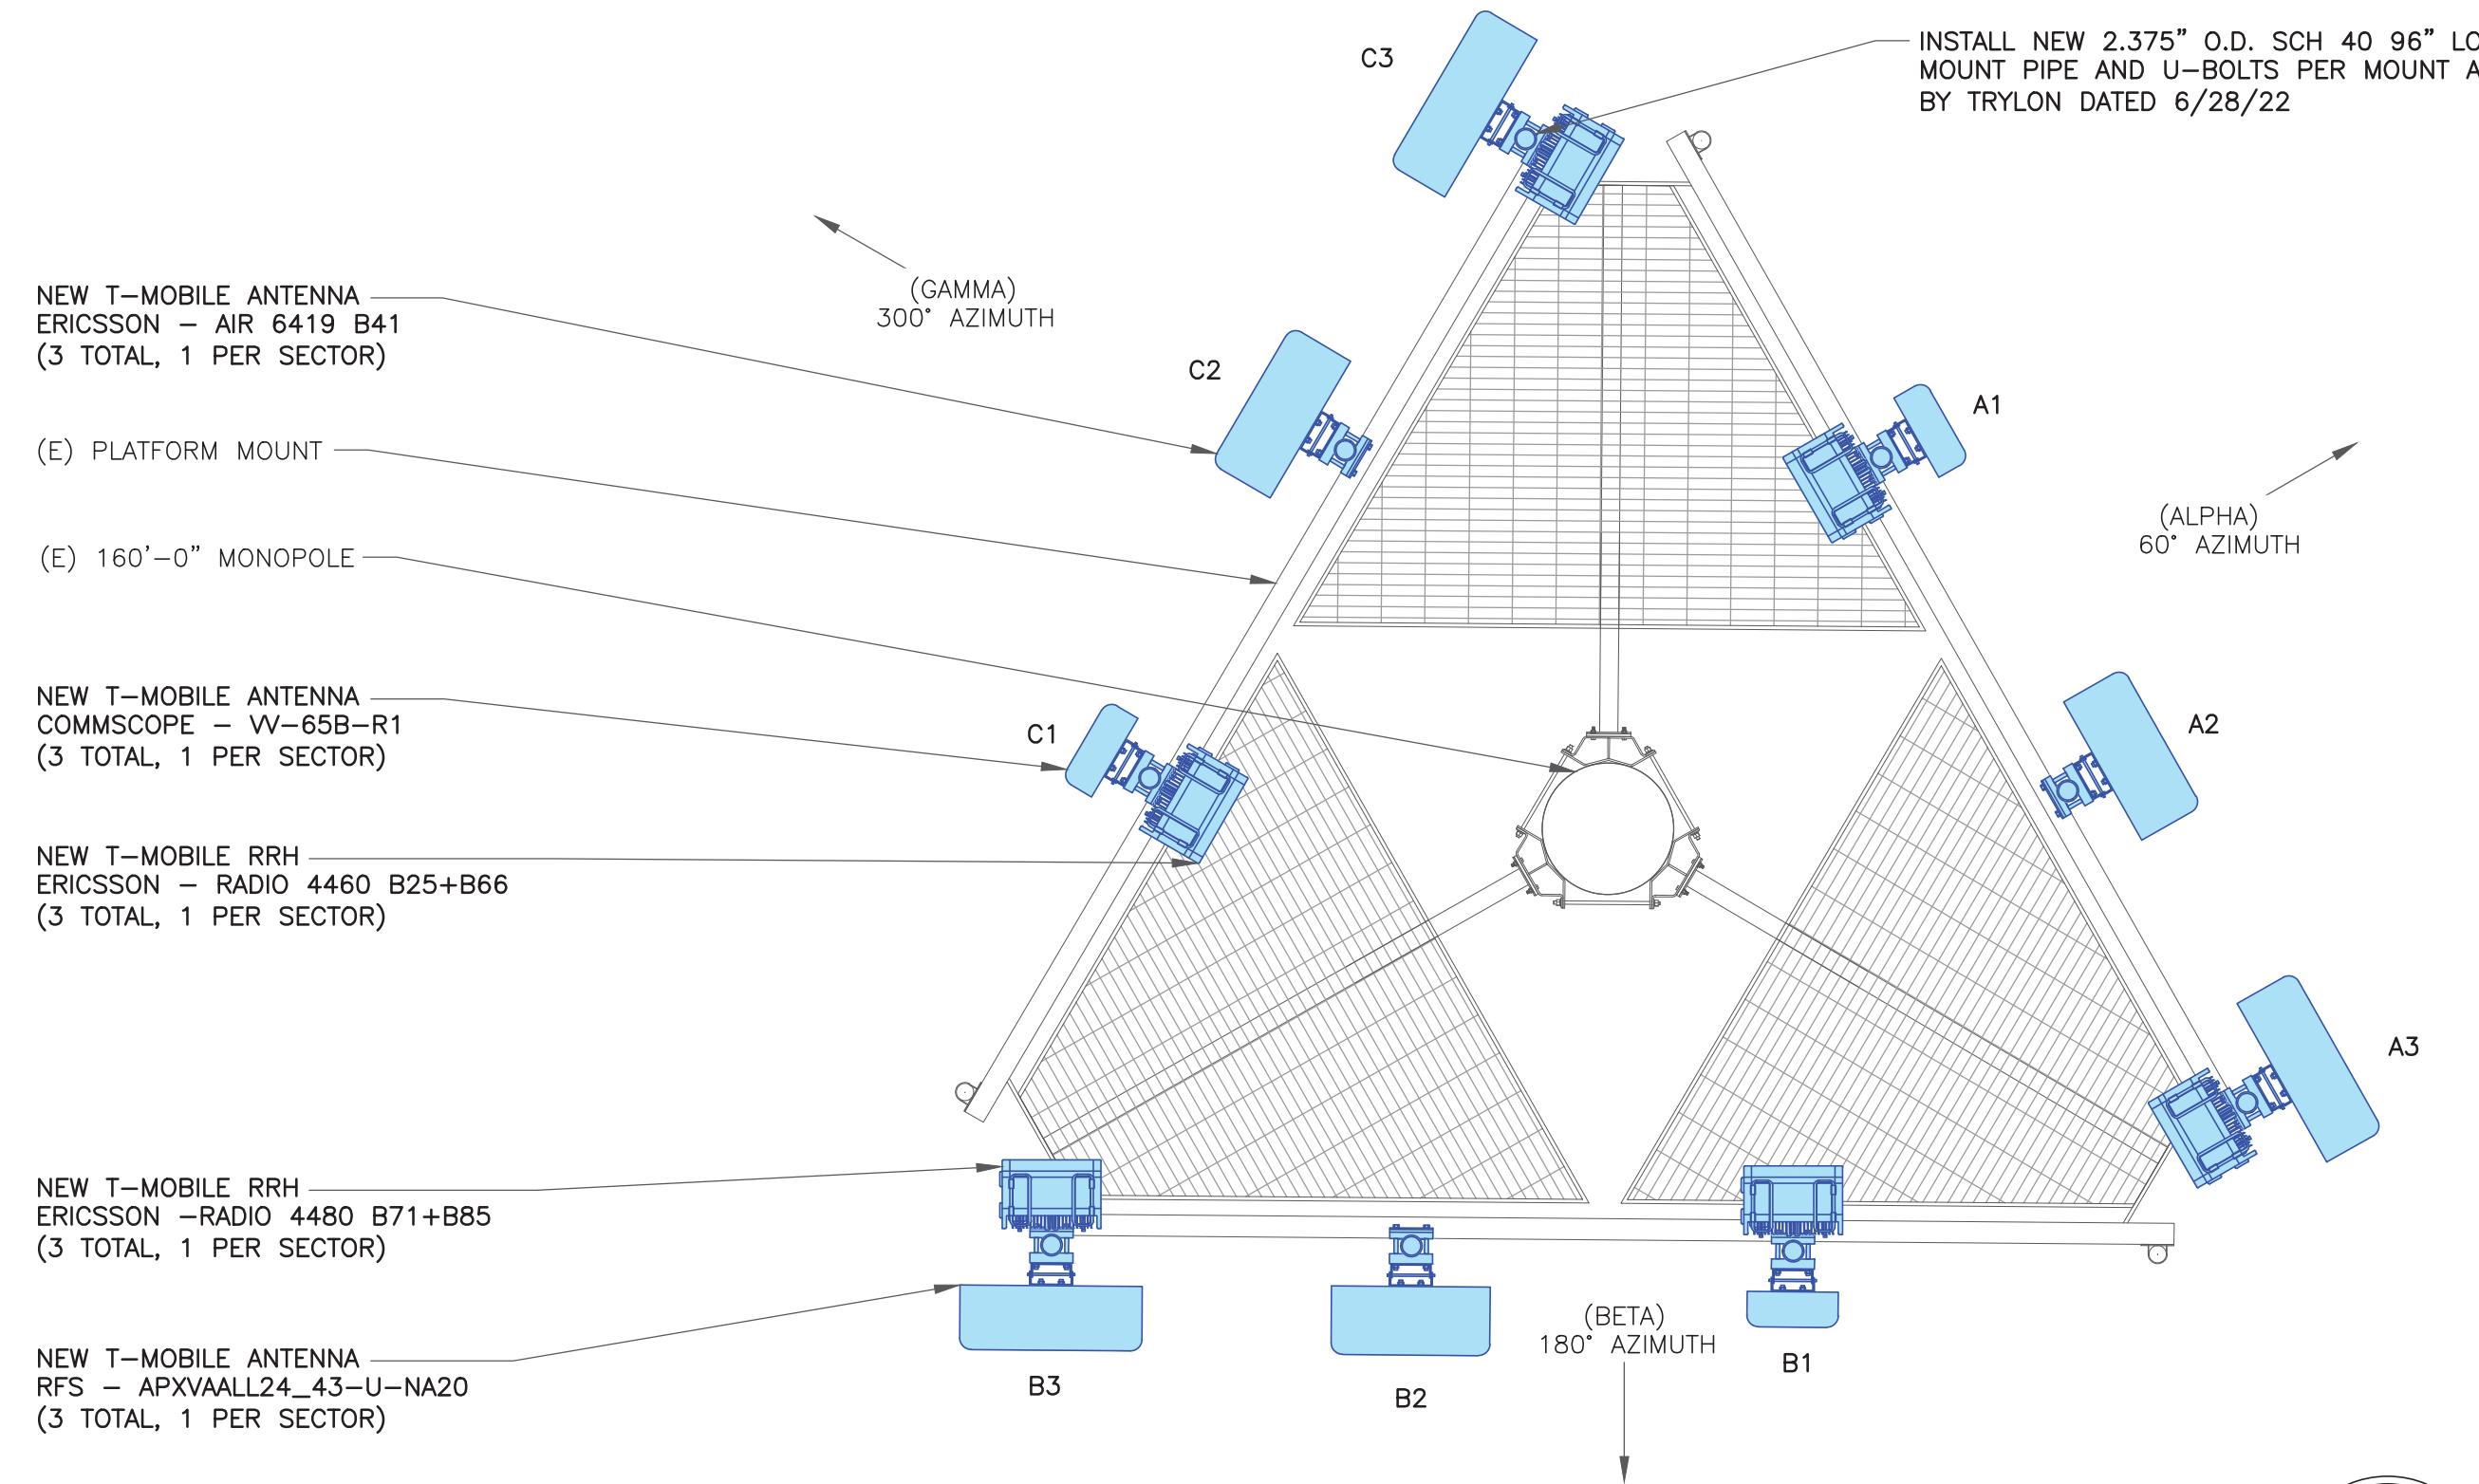 C3
INSTALL NEW 2.375” O.D. SCH 40 96”
MOUNT PIPE AND U-BOLTS PER MOUNT
BY TRYLON DATED 6/28/22
(GAMMA)
300° AZIMUTH
NEW T-MOBILE ANTENNA
ERICSSON - AIR 6419 B41
(3 TOTAL, 1 PER SECTOR)
C2
A1
(E) PLATFORM MOUNT
(ALPHA)
60° AZIMUTH
(E) 160'-0” MONOPOLE
NEW T-MOBILE ANTENNA
COMMSCOPE - VV-65B-R1
(3 TOTAL, 1 PER SECTOR)
C1
A2
NEW T-MOBILE RRH
ERICSSON - RADIO 4460 B25+B66
(3 TOTAL, 1 PER SECTOR)
A3
NEW T-MOBILE RRH
ERICSSON -RADIO 4480 B71+B85
(3 TOTAL, 1 PER SECTOR)
(BETA)
180° AZIMUTH
NEW T-MOBILE ANTENNA
RFS - APXVAALL24_43-U-NA20
(3 TOTAL, 1 PER SECTOR)
B3
B2
B1